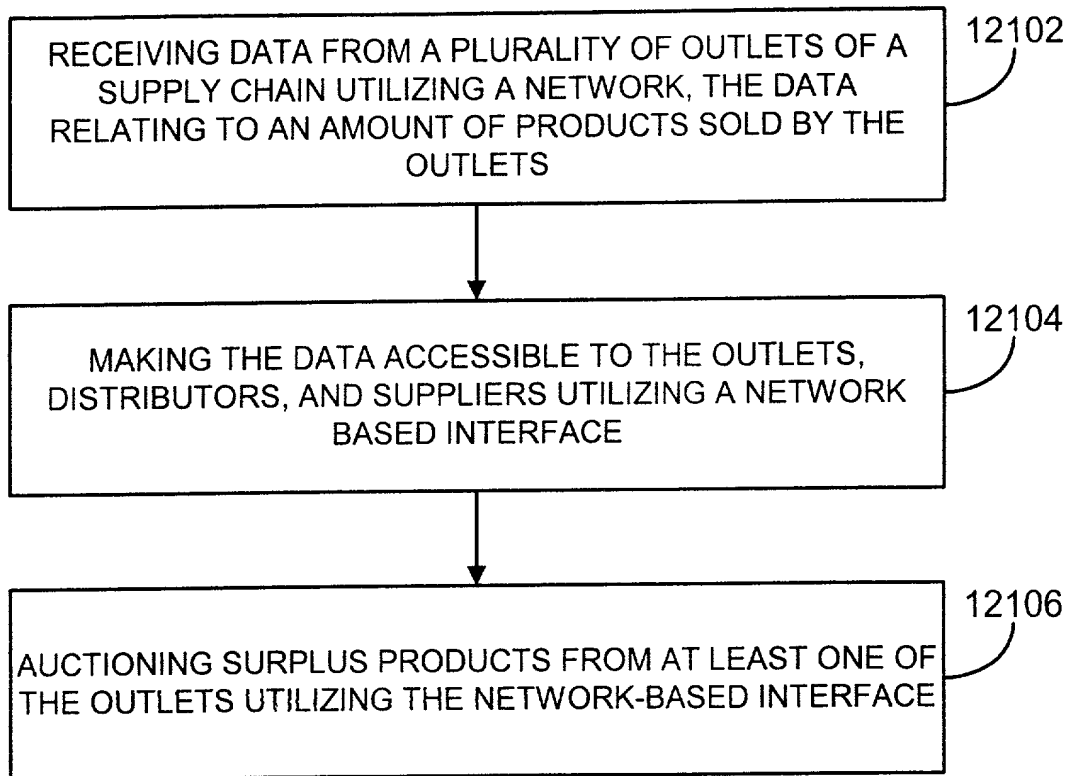 RECEIVING DATA FROM A PLURALITY OF OUTLETS OF A
SUPPLY CHAIN UTILIZING A NETWORK, THE DATA
RELATING TO AN AMOUNT OF PRODUCTS SOLD BY THE
OUTLETS
12102
MAKING THE DATA ACCESSIBLE TO THE OUTLETS,
DISTRIBUTORS, AND SUPPLIERS UTILIZING A NETWORK
BASED INTERFACE
12104
AUCTIONING SURPLUS PRODUCTS FROM AT LEAST ONE OF
THE OUTLETS UTILIZING THE NETWORK-BASED INTERFACE
12106